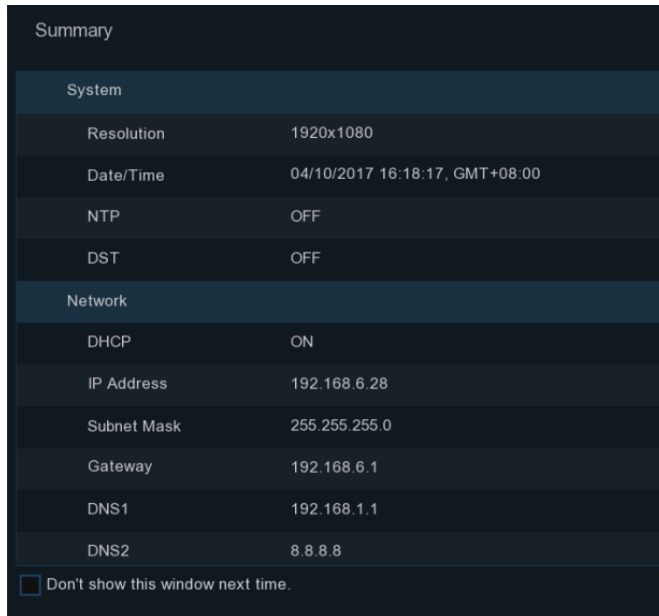 Summary
System
Resolution 1920x1080
Date/Time 04/10/2017 16:18:17, GMT+08:00
NTP OFF
DST OFF
Network
DHCP ON
IP Address 192.168.6.28
Subnet Mask 255.255.255.0
Gateway 192.168.6.1
DNS1 192.168.1.1
DNS2 8.8.8.8
Don't show this window next time.